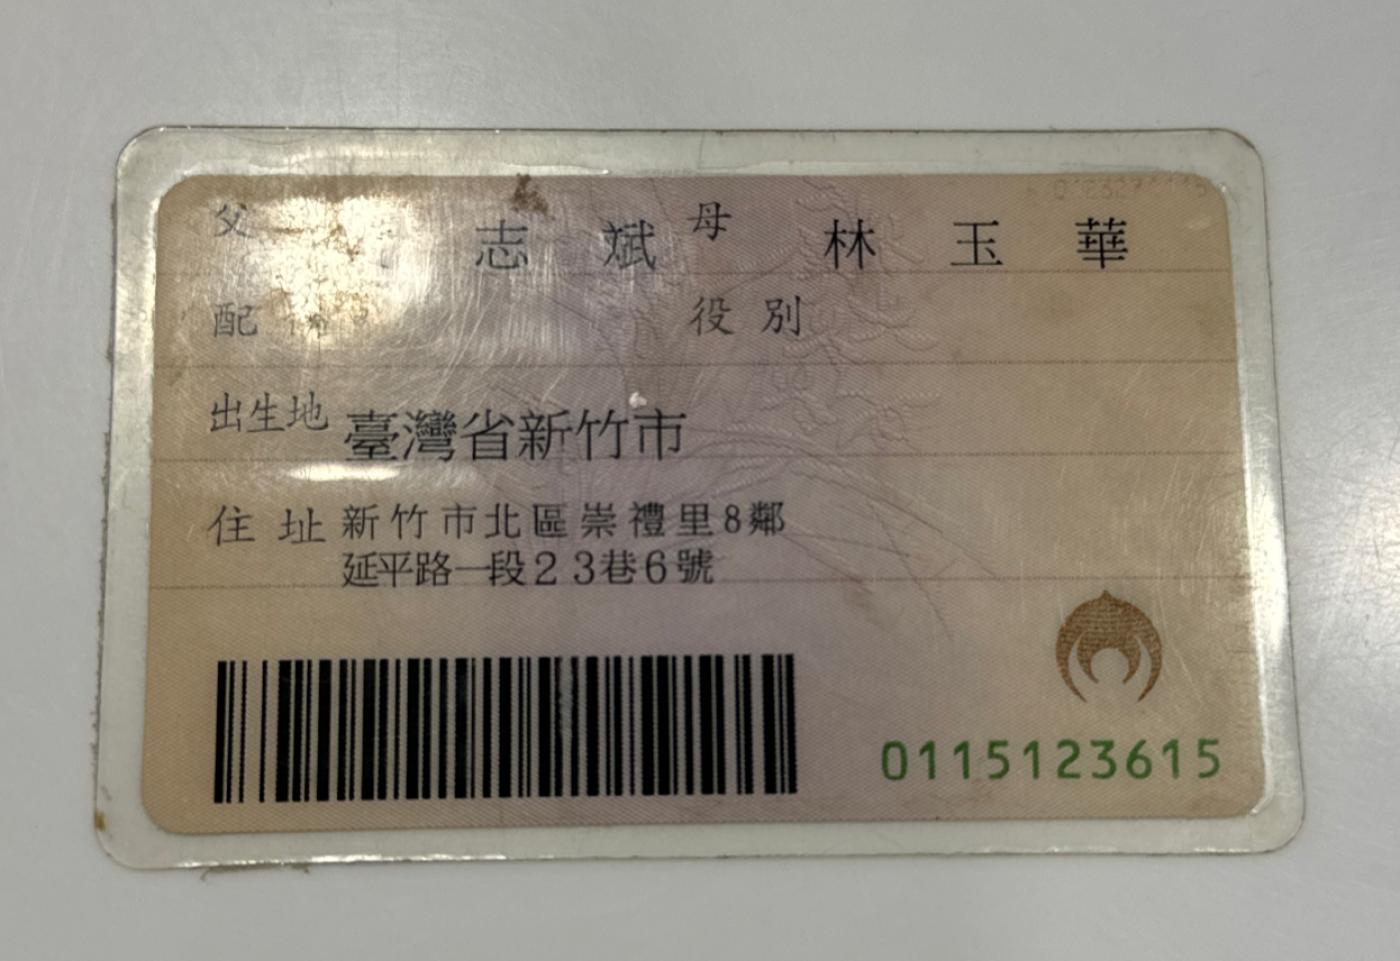 父 志斌 母 林玉華
配 役別
出生地 臺灣省新竹市
住址 新竹市北區崇禮里8鄰
延平路一段23巷6號
0115123615